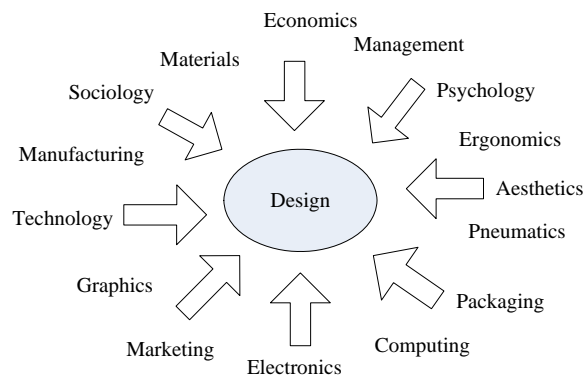 Economics
Management
Materials
Sociology
Psychology
Ergonomics
Manufacturing
Aesthetics
Design
Technology
Pneumatics
Graphics
Packaging
Marketing
Computing
Electronics